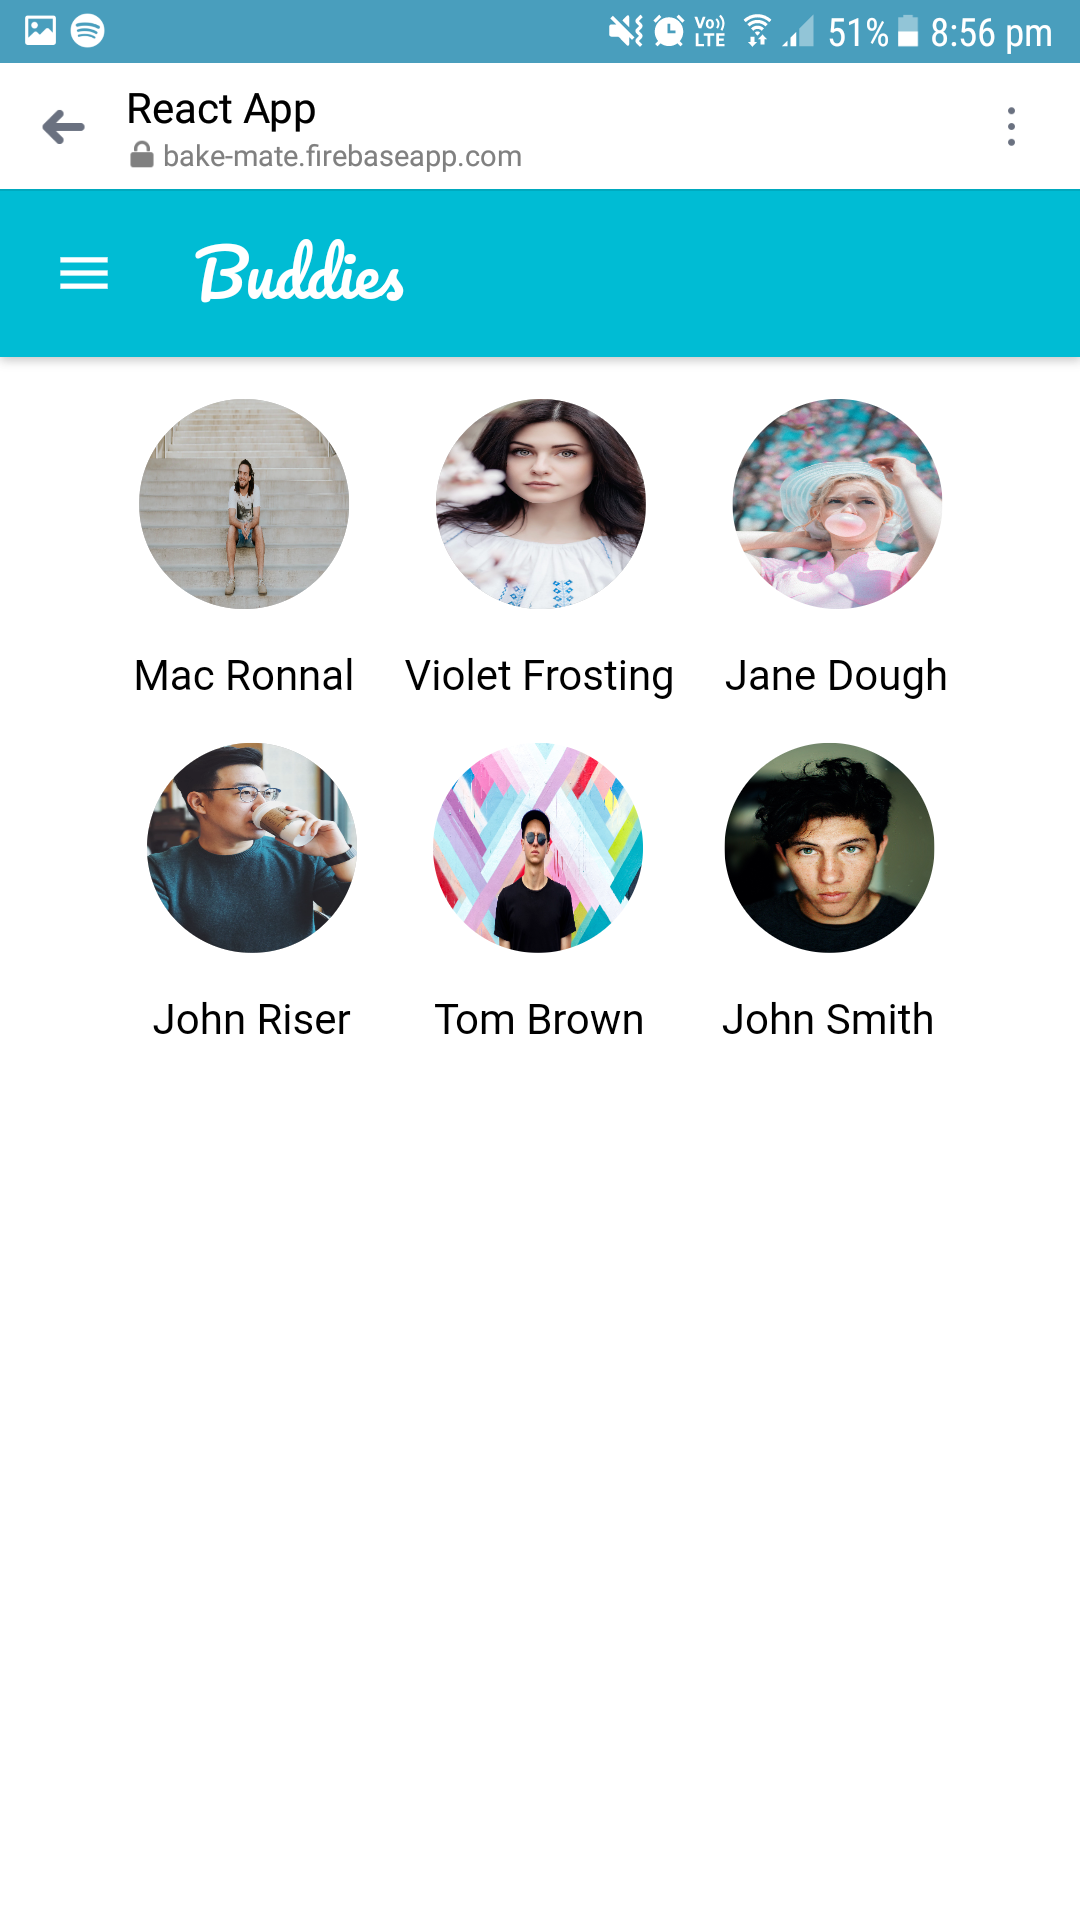 Vo)) LTE 51% 8:56 pm
React App
bake-mate.firebaseapp.com
Buddies
Mac Ronnal Violet Frosting Jane Dough
John Riser Tom Brown John Smith